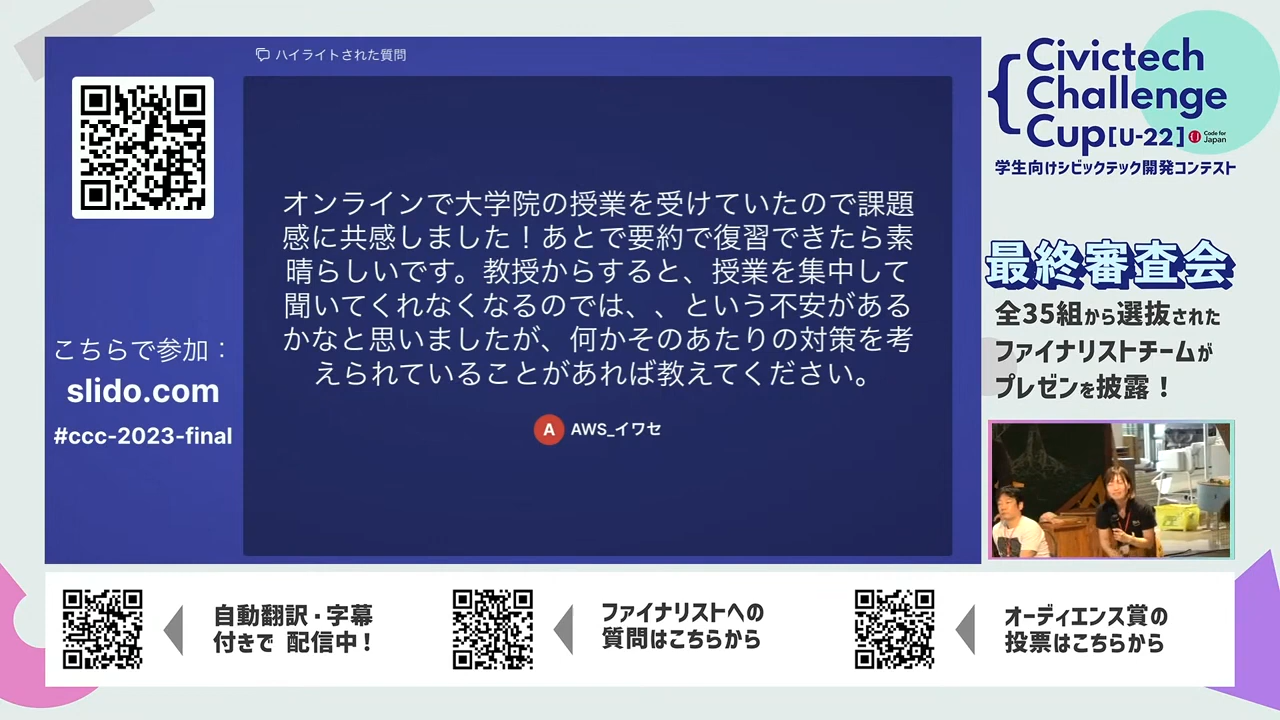 ハイライトされた質問
オンラインで大学院の授業を受けていたので課題
感に共感しました！あとで要約で復習できたら素
晴らしいです。教授からすると、授業を集中して
聞いてくれなくなるのでは、、という不安がある
かなと思いましたが、何かそのあたりの対策を考
えられていることがあれば教えてください。
A AWS_イワセ
こちらで参加：
slido.com
#ccc-2023-final
Civictech
Challenge
Cup[U-22]
Code for
Japan
学生向けシビックテック開発コンテスト
最終審査会
全35組から選抜された
ファイナリストチームが
プレゼンを披露！
自動翻訳・字幕
付きで 配信中！
ファイナリストへの
質問はこちらから
オーディエンス賞の
投票はこちらから